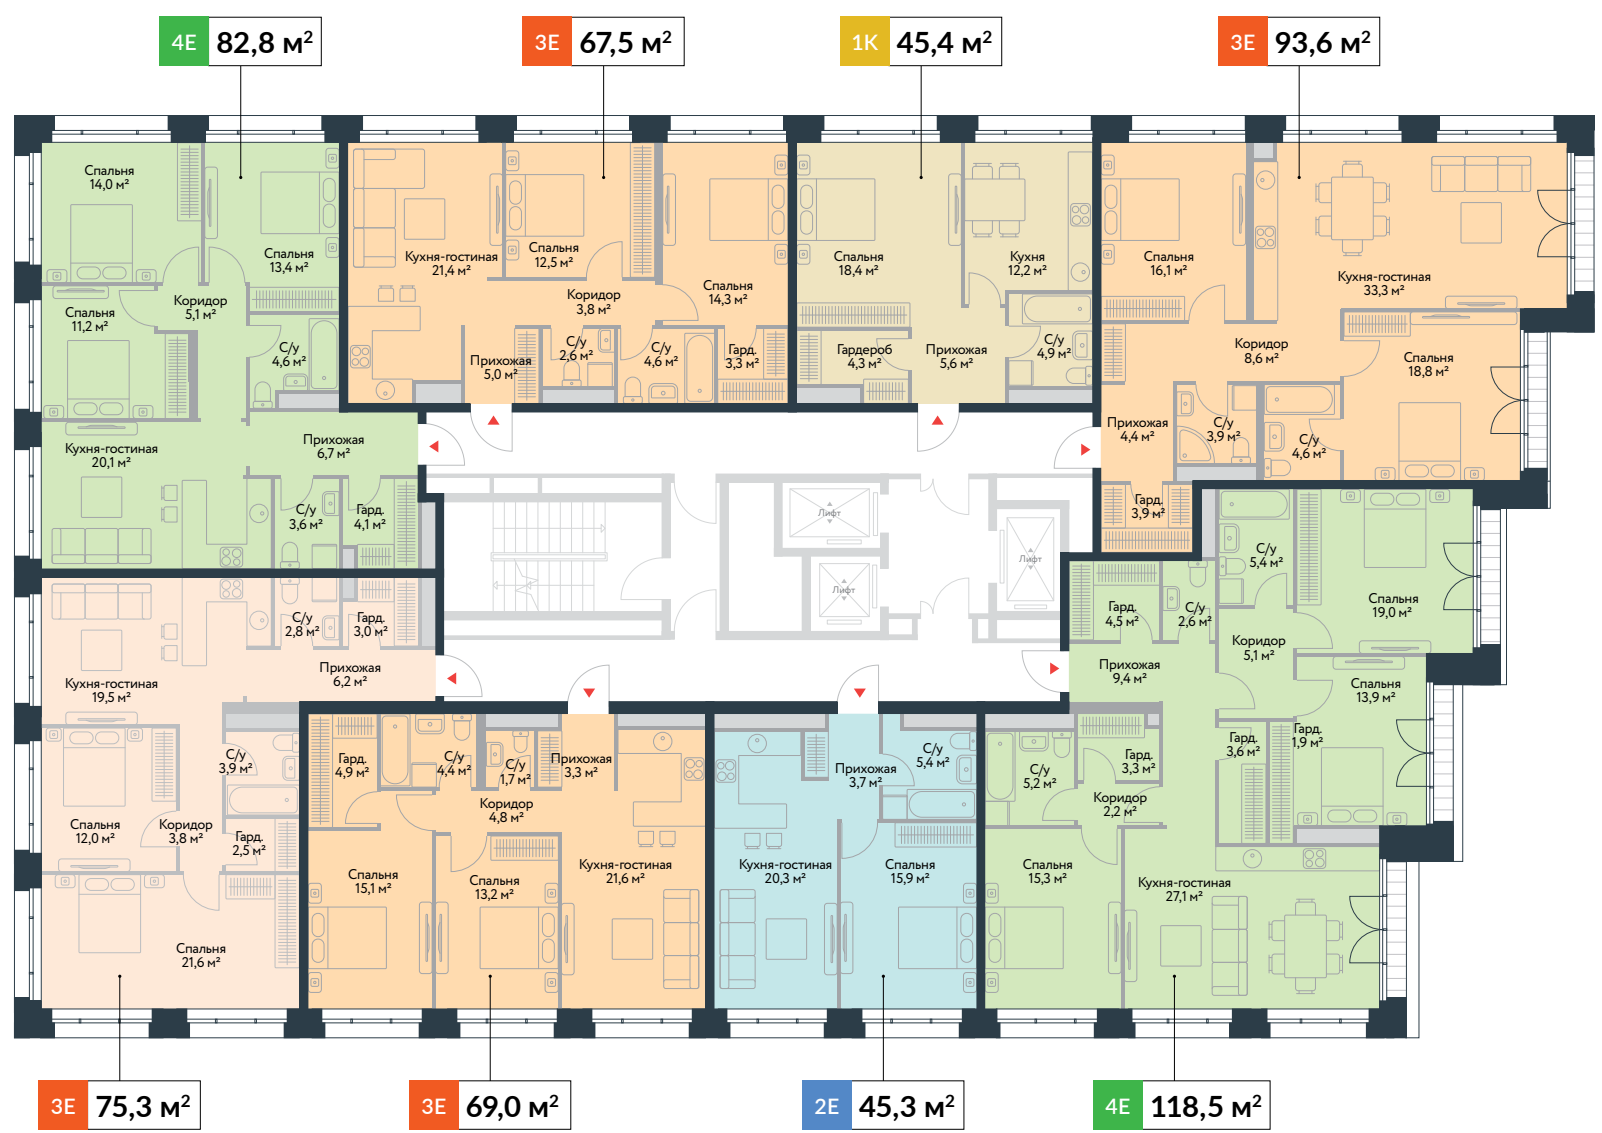 4Е 82,8 м²
3Е 67,5 м²
1К 45,4 м²
3Е 93,6 м²
Спальня
14,0 м²
Спальня
13,4 м²
Спальня
11,2 м²
Коридор
5,1 м²
С/у
4,6 м²
Кухня-гостиная
20,1 м²
Прихожая
6,7 м²
С/у
3,6 м²
Гард.
4,1 м²
Кухня-гостиная
21,4 м²
Спальня
12,5 м²
Спальня
14,3 м²
Коридор
3,8 м²
Прихожая
5,0 м²
С/у
2,6 м²
С/у
4,6 м²
Гард.
3,3 м²
Спальня
18,4 м²
Кухня
12,2 м²
Гардероб
4,3 м²
Прихожая
5,6 м²
С/у
4,9 м²
Спальня
16,1 м²
Кухня-гостиная
33,3 м²
Коридор
8,6 м²
Спальня
18,8 м²
Прихожая
4,4 м²
С/у
3,9 м²
С/у
4,6 м²
Гард.
3,9 м²
Лифт
Лифт
Лифт
С/у
2,8 м²
Гард.
3,0 м²
Прихожая
6,2 м²
Кухня-гостиная
19,5 м²
С/у
3,9 м²
Спальня
12,0 м²
Коридор
3,8 м²
Гард.
2,5 м²
Спальня
21,6 м²
Гард.
4,9 м²
С/у
4,4 м²
С/у
1,7 м²
Прихожая
3,3 м²
Коридор
4,8 м²
Спальня
15,1 м²
Спальня
13,2 м²
Кухня-гостиная
21,6 м²
Прихожая
3,7 м²
С/у
5,4 м²
Кухня-гостиная
20,3 м²
Спальня
15,9 м²
С/у
5,4 м²
Гард.
4,5 м²
С/у
2,6 м²
Спальня
19,0 м²
Коридор
5,1 м²
Прихожая
9,4 м²
Спальня
13,9 м²
Гард.
3,6 м²
Гард.
1,9 м²
Гард.
3,3 м²
С/у
5,2 м²
Коридор
2,2 м²
Спальня
15,3 м²
Кухня-гостиная
27,1 м²
3Е 75,3 м²
3Е 69,0 м²
2Е 45,3 м²
4Е 118,5 м²